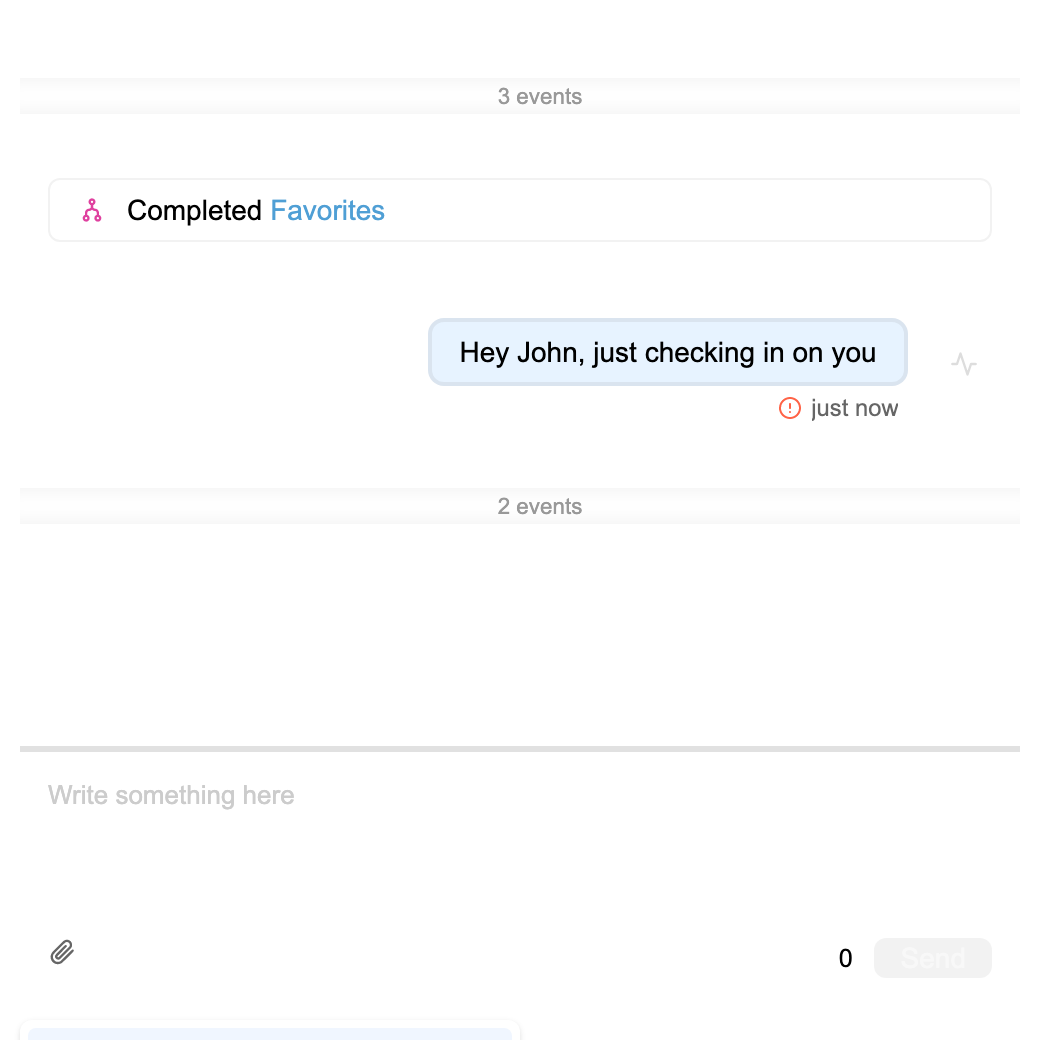 3 events
Completed Favorites
Hey John, just checking in on you
just now
2 events
Write something here
0
Send